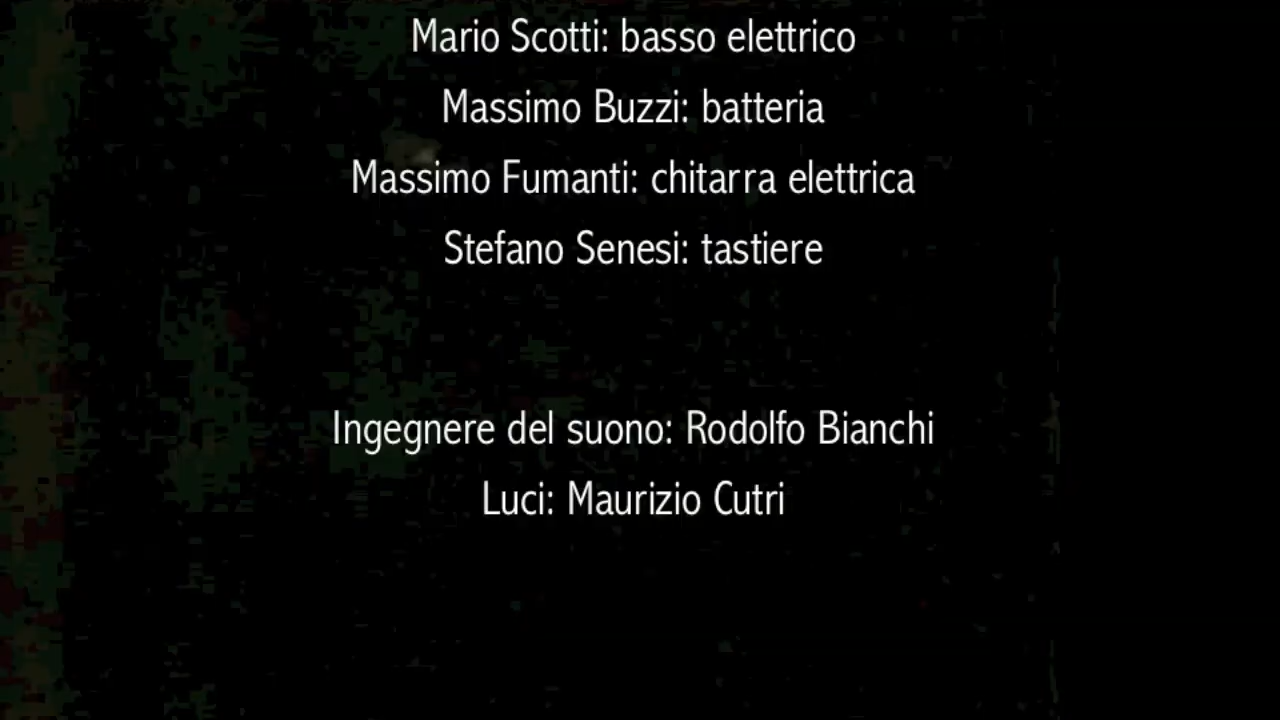 Mario Scotti: basso elettrico
Massimo Buzzi: batteria
Massimo Fumanti: chitarra elettrica
Stefano Senesi: tastiere
Ingegnere del suono: Rodolfo Bianchi
Luci: Maurizio Cutri